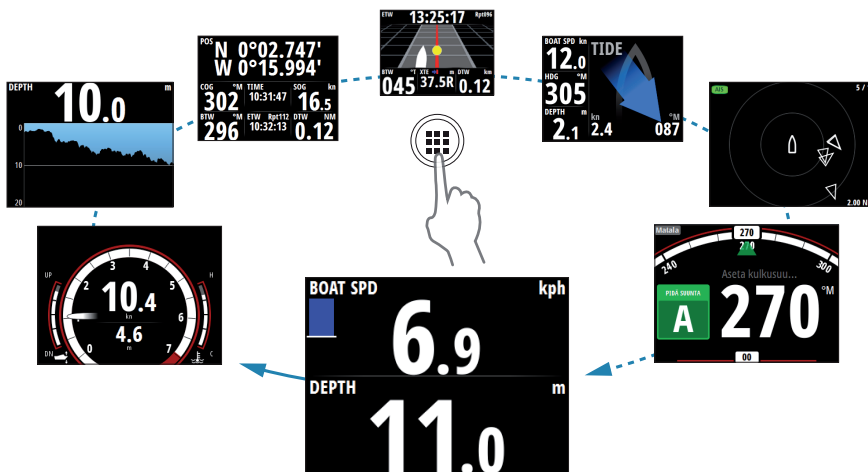 ETW 13:25:17 Rpt896
BTW °T XTE m DTW km
045 37.5R 0.12
POS
N 0°02.747'
W 0°15.994'
COG °M TIME SOG kn
302 10:31:47 16.5
BTW °M ETW Rpt112 DTW NM
296 10:32:13 0.12
BOAT SPD kn TIDE
12.0
HDG °M
305
DEPTH m kn °M
2.1 2.4 087
DEPTH 10.0 m
0
10
20
AIS 5 /
2.00 N
UP H
3 4
2 5
10.4
kn
1 6
4.6
m
0 7
DN C
Matala 270
270
240 300
Aseta kulkusuu...
PIDÄ SUUNTA
A 270 °M
00
BOAT SPD kph
6.9
DEPTH m
11.0